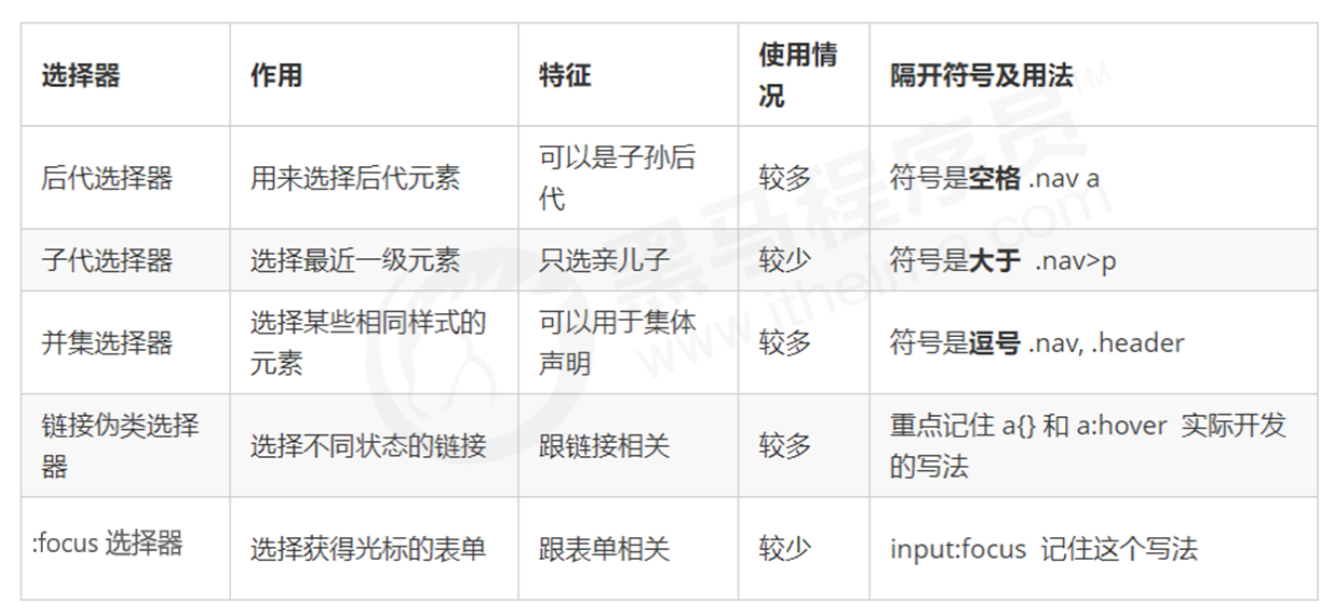 选择器 作用 特征 使用情况 隔开符号及用法
后代选择器 用来选择后代元素 可以是子孙后代 较多 符号是空格 .nav a
子代选择器 选择最近一级元素 只选亲儿子 较少 符号是大于 .nav>p
并集选择器 选择某些相同样式的元素 可以用于集体声明 较多 符号是逗号 .nav, .header
链接伪类选择器 选择不同状态的链接 跟链接相关 较多 重点记住 a{} 和 a:hover 实际开发的写法
:focus 选择器 选择获得光标的表单 跟表单相关 较少 input:focus 记住这个写法
黑马程序员™
www.itheima.com